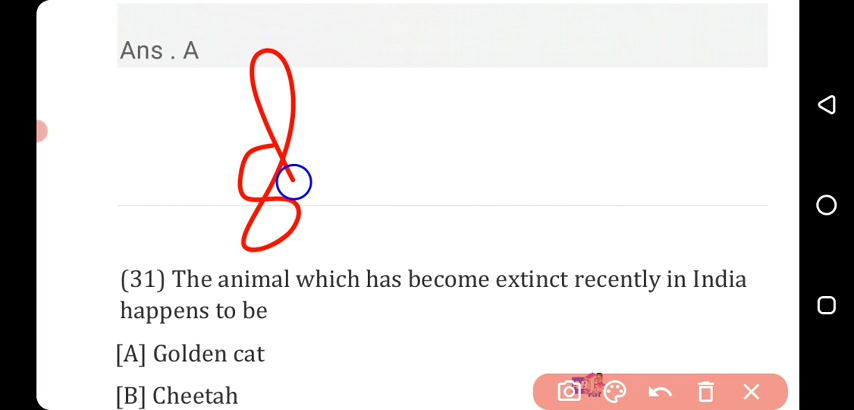 Ans . A
(31) The animal which has become extinct recently in India
happens to be
[A] Golden cat
[B] Cheetah